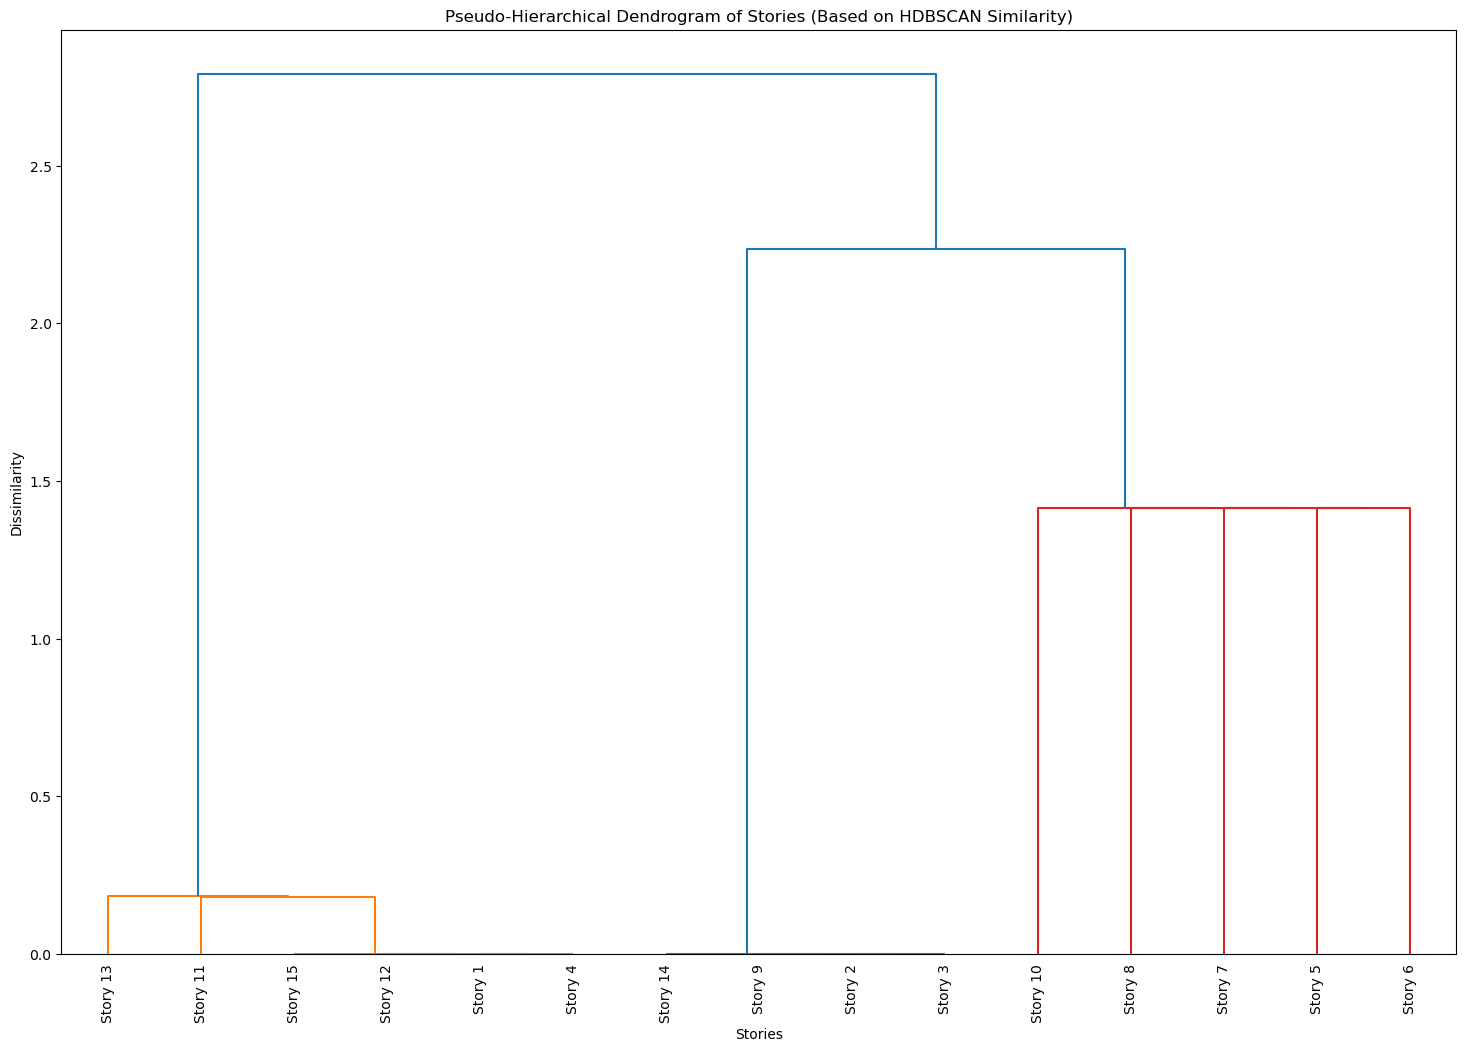 Pseudo-Hierarchical Dendrogram of Stories (Based on HDBSCAN Similarity)
Dissimilarity
2.5
2.0
1.5
1.0
0.5
0.0
Story 13
Story 11
Story 15
Story 12
Story 1
Story 4
Story 14
Story 9
Story 2
Story 3
Story 10
Story 8
Story 7
Story 5
Story 6
Stories